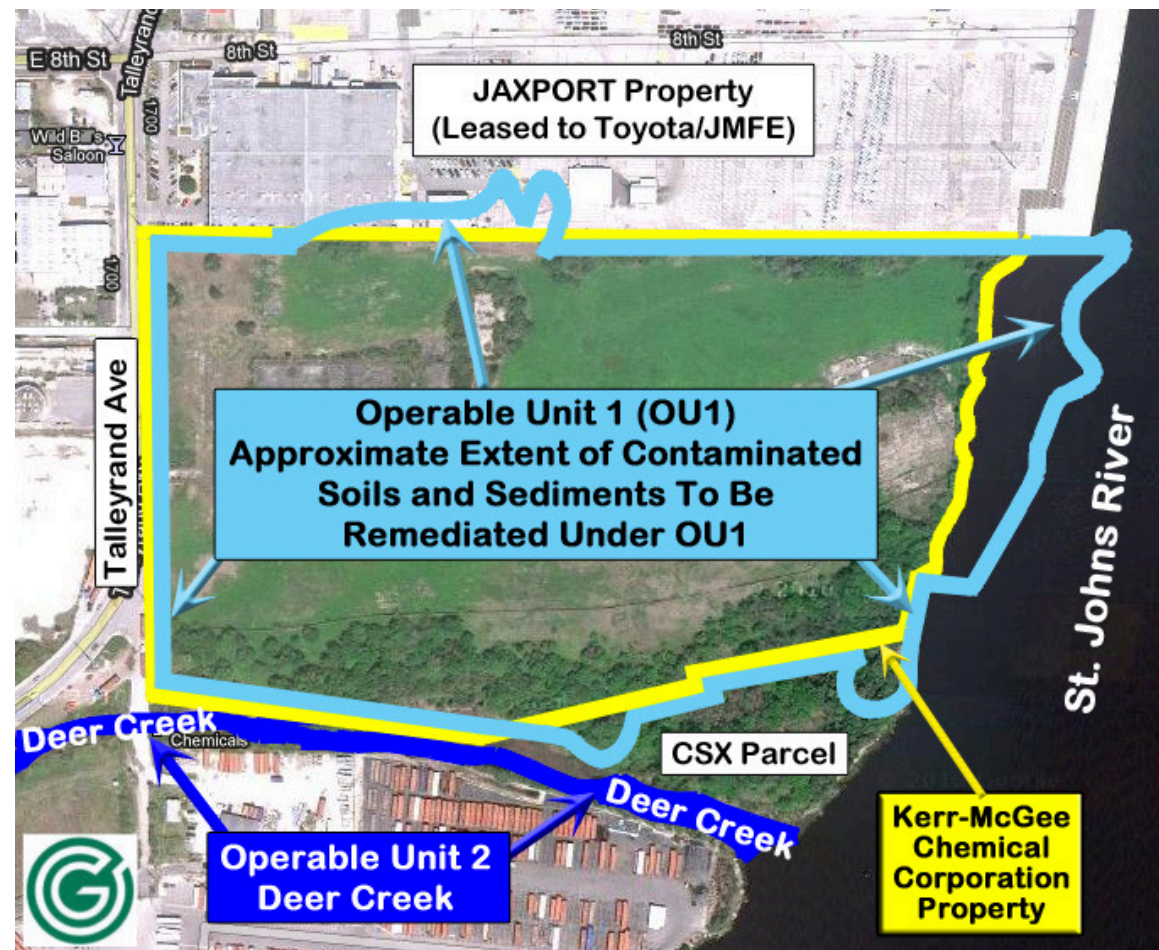 E 8th St
8th St
8th St
Talleyrand
1700
JAXPORT Property
(Leased to Toyota/JMFE)
Saloon
1700
Talleyrand Ave
Operable Unit 1 (OU1)
Approximate Extent of Contaminated
Soils and Sediments To Be
Remediated Under OU1
St. Johns River
Deer Creek
Chemicals
CSX Parcel
Deer Creek
Operable Unit 2
Deer Creek
Kerr-McGee
Chemical
Corporation
Property